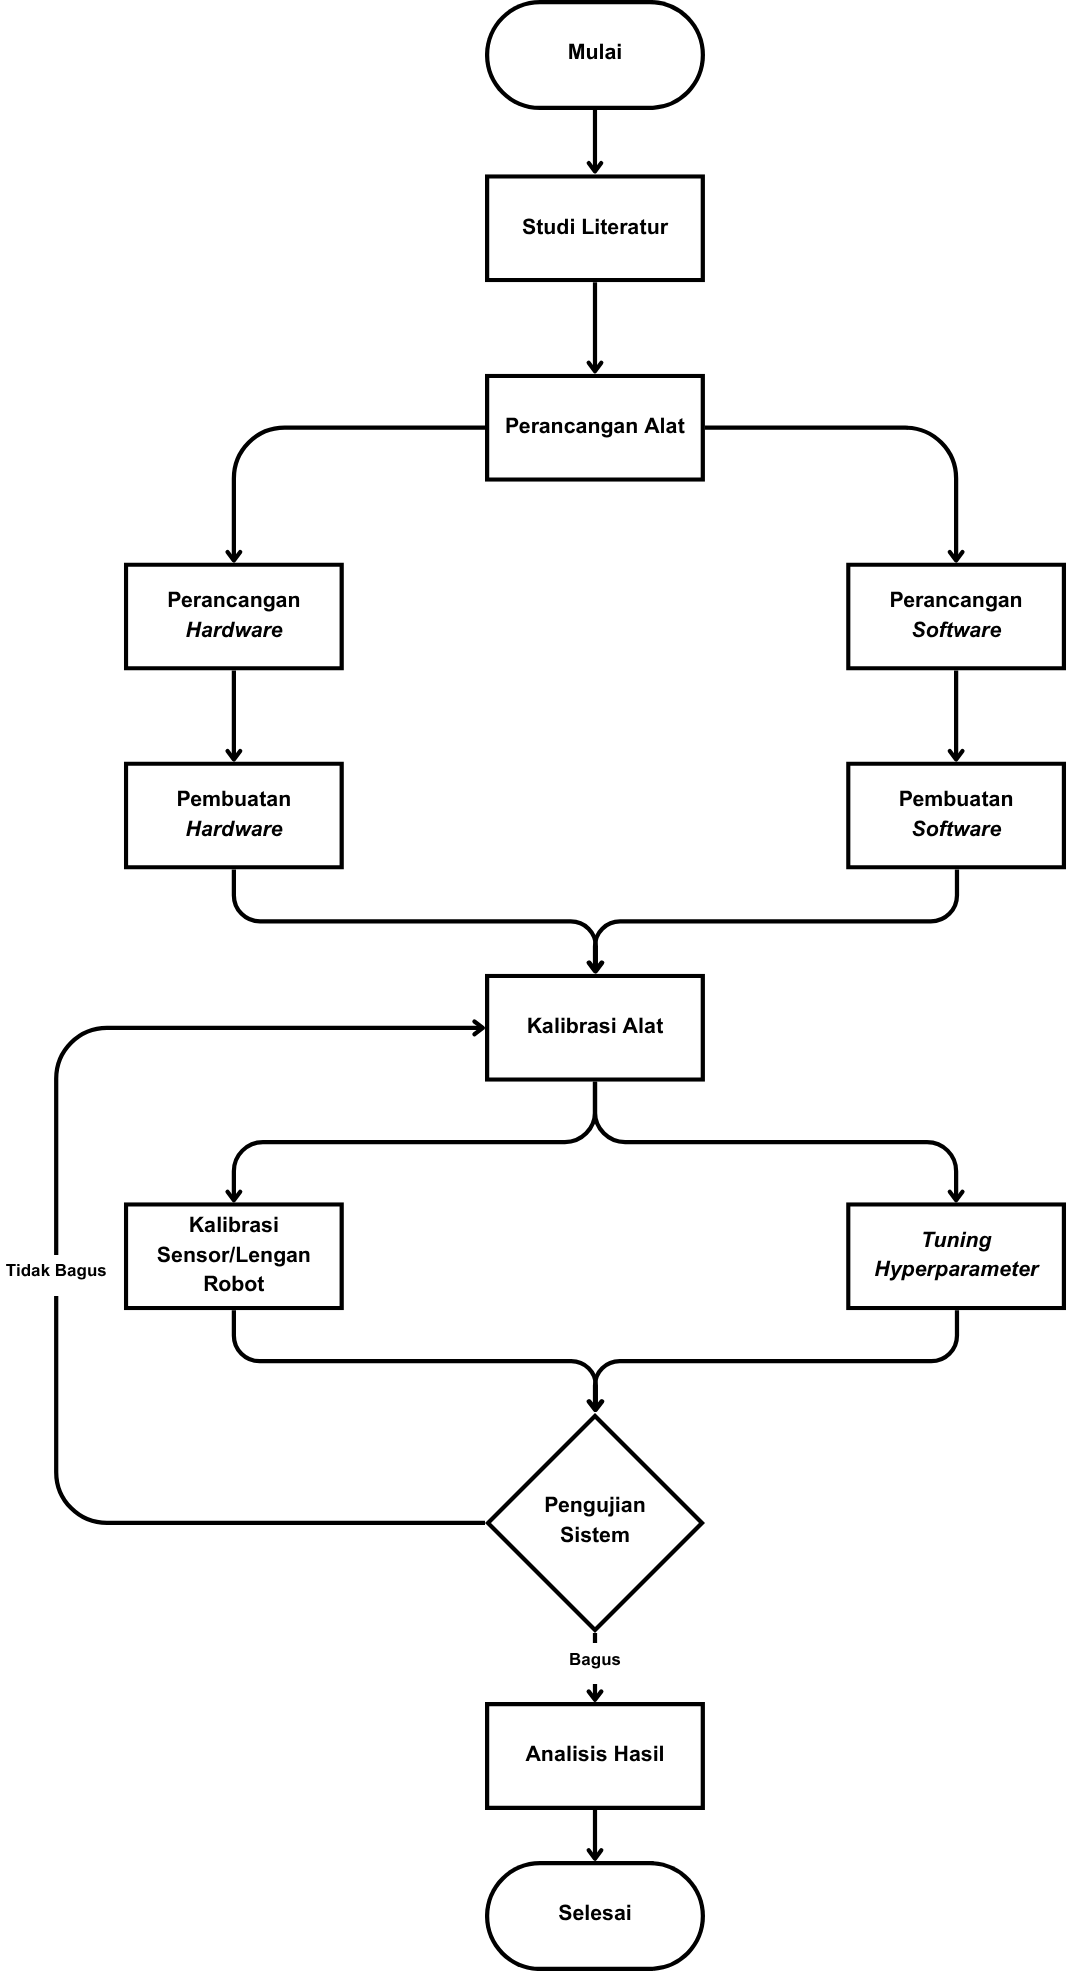 Mulai
Studi Literatur
Perancangan Alat
Perancangan
Hardware
Perancangan
Software
Pembuatan
Hardware
Pembuatan
Software
Kalibrasi Alat
Kalibrasi
Sensor/Lengan
Robot
Tuning
Hyperparameter
Tidak Bagus
Pengujian
Sistem
Bagus
Analisis Hasil
Selesai